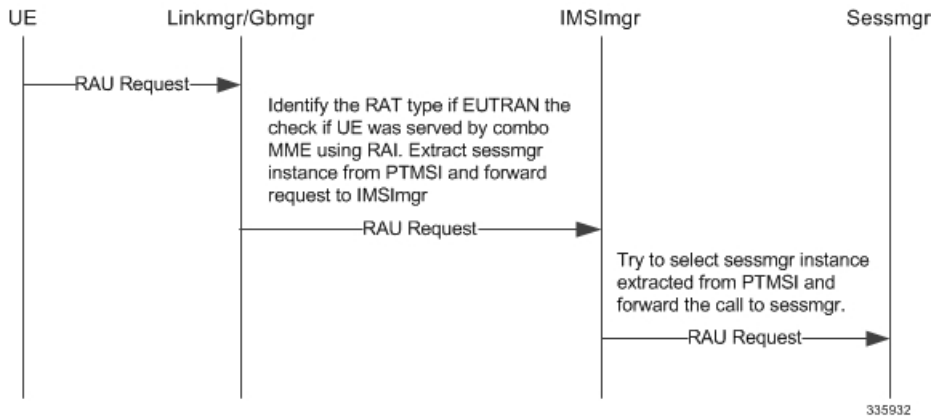 UE
Linkmgr/Gbmgr
IMSImgr
Sessmgr
RAU Request
Identify the RAT type if EUTRAN the
check if UE was served by combo
MME using RAI. Extract sessmgr
instance from PTMSI and forward
request to IMSImgr
RAU Request
Try to select sessmgr instance
extracted from PTMSI and
forward the call to sessmgr.
RAU Request
335932